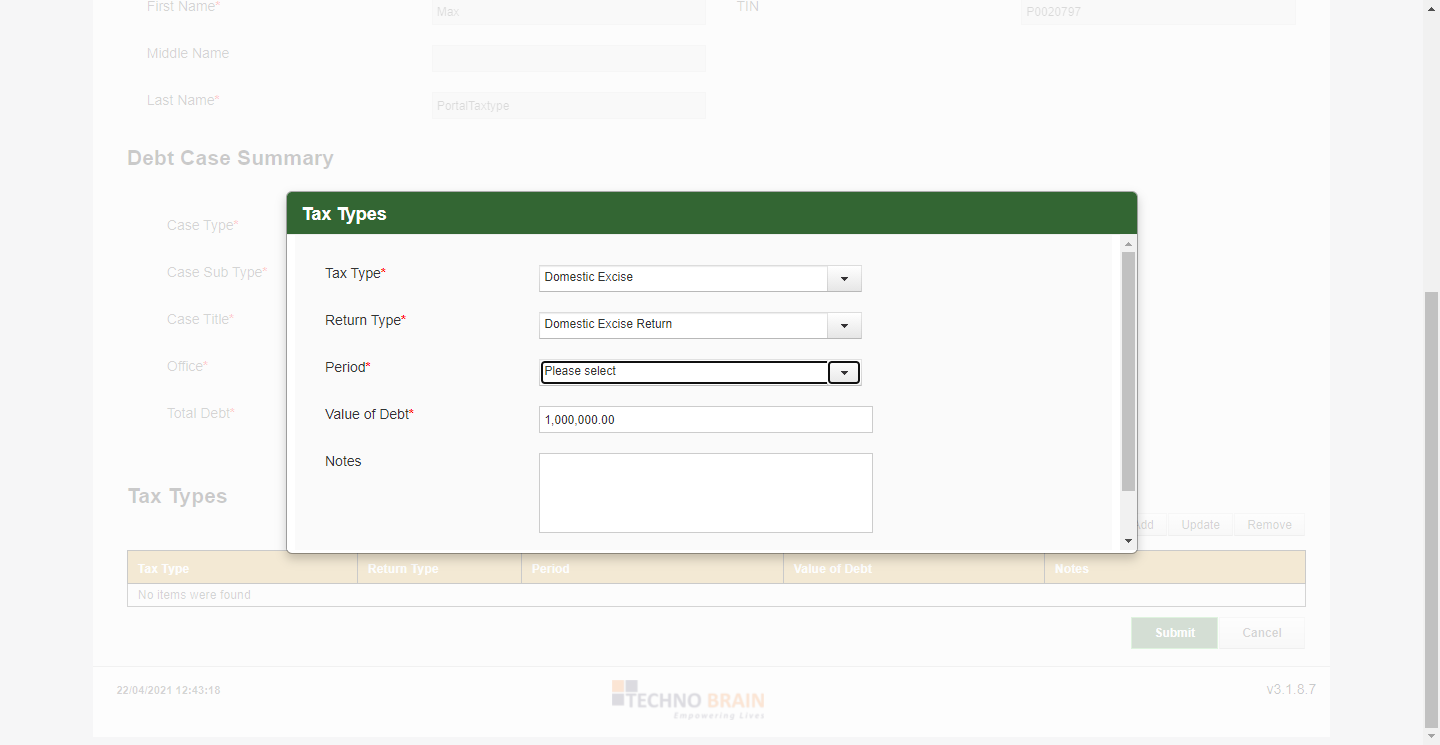 First Name*
Max
TIN
P0020797
Middle Name
Last Name*
PortalTaxtype
Debt Case Summary
Case Type*
Case Sub Type*
Case Title*
Office*
Total Debt*
Tax Types
Tax Type*
Domestic Excise
Return Type*
Domestic Excise Return
Period*
Please select
Value of Debt*
1,000,000.00
Notes
Tax Types
Update
Remove
Tax Type
Return Type
Period
Value of Debt
Notes
No items were found
Submit
Cancel
22/04/2021 12:43:18
TECHNO BRAIN
Empowering Lives
v3.1.8.7